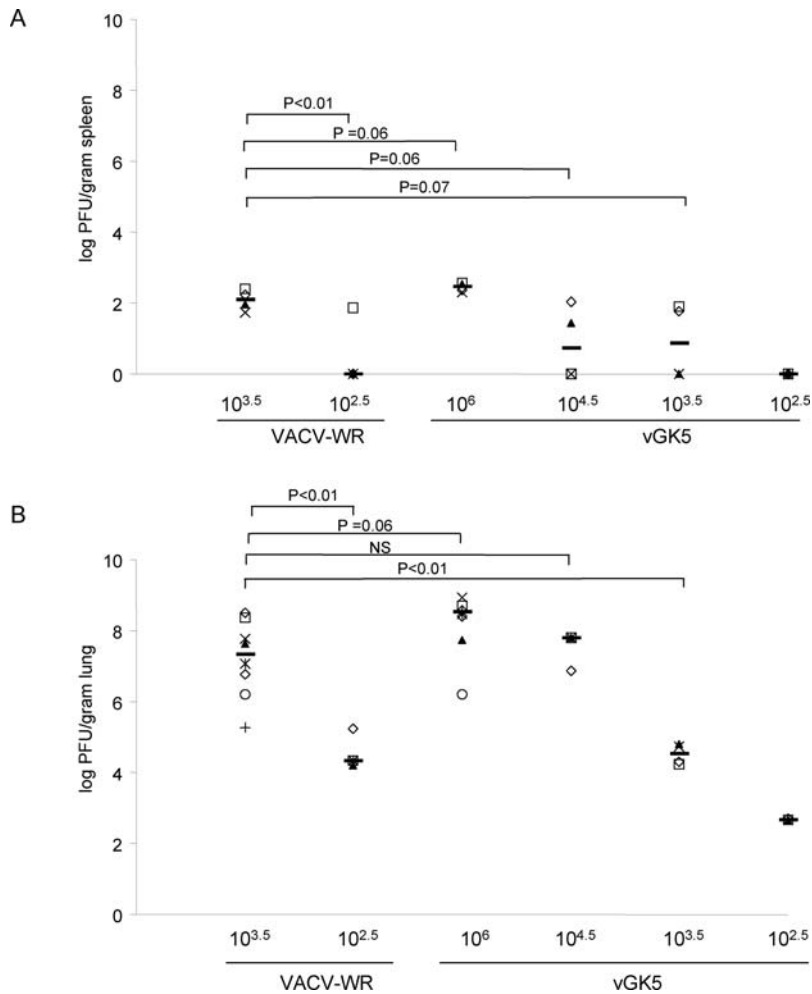 A
10
8
6
4
2
0
log PFU/gram spleen
P<0.01
P =0.06
P=0.06
P=0.07
10^3.5 10^2.5 10^6 10^4.5 10^3.5 10^2.5
VACV-WR vGK5
B
P<0.01
P =0.06
NS
P<0.01
10
8
6
4
2
0
log PFU/gram lung
10^3.5 10^2.5 10^6 10^4.5 10^3.5 10^2.5
VACV-WR vGK5